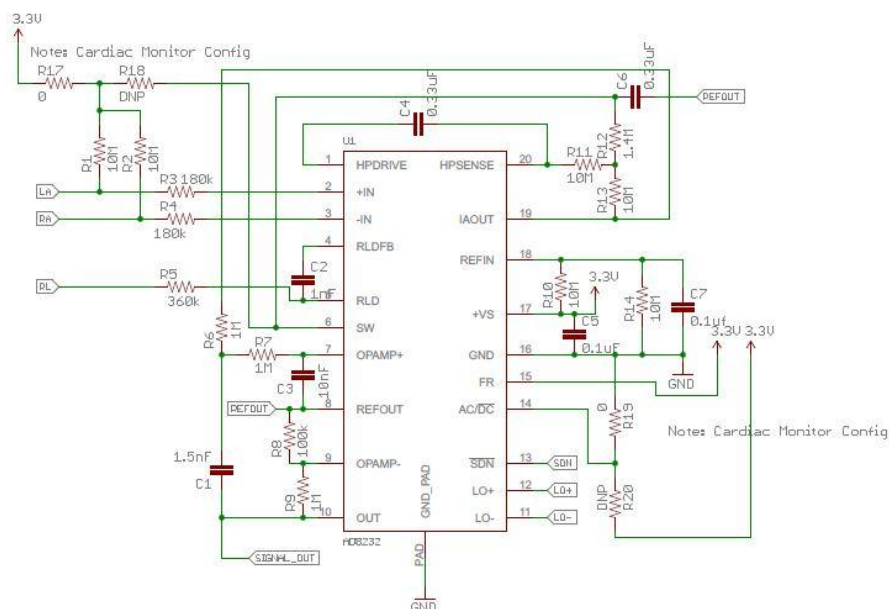 3.3V
Note: Cardiac Monitor Config
R17
0
R18
DNP
R1
10M
R2
10M
LA
R3 180k
RA
R4
180k
RL
R5
360k
R6
1M
R7
1M
C3
10nF
C2
1nF
REFOUT
R8
100k
R9
1M
1.5nF
C1
SIGNAL_OUT
C4
0.33uF
U1
1 HPDRIVE HPSENSE 20
2 +IN
3 -IN IAOUT 19
4 RLDFB REFIN 18
5 RLD +VS 17
6 SW GND 16
7 OPAMP+ FR 15
8 REFOUT AC/DC 14
9 OPAMP- SDN 13
LO+ 12
10 OUT LO- 11
GND_PAD
AD8232
PAD
GND
C6
0.33uF
REFOUT
R12
1.4M
R11
10M
R13
10M
R10
10M
3.3V
R14
10M
C7
0.1uf
C5
0.1uF
3.3V 3.3V
GND
0
R19
Note: Cardiac Monitor Config
DNP
R20
SDN
LO+
LO-